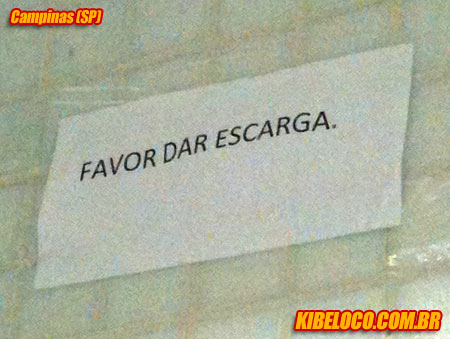 Campinas (SP)
FAVOR DAR ESCARGA.
KIBELOCO.COM.BR